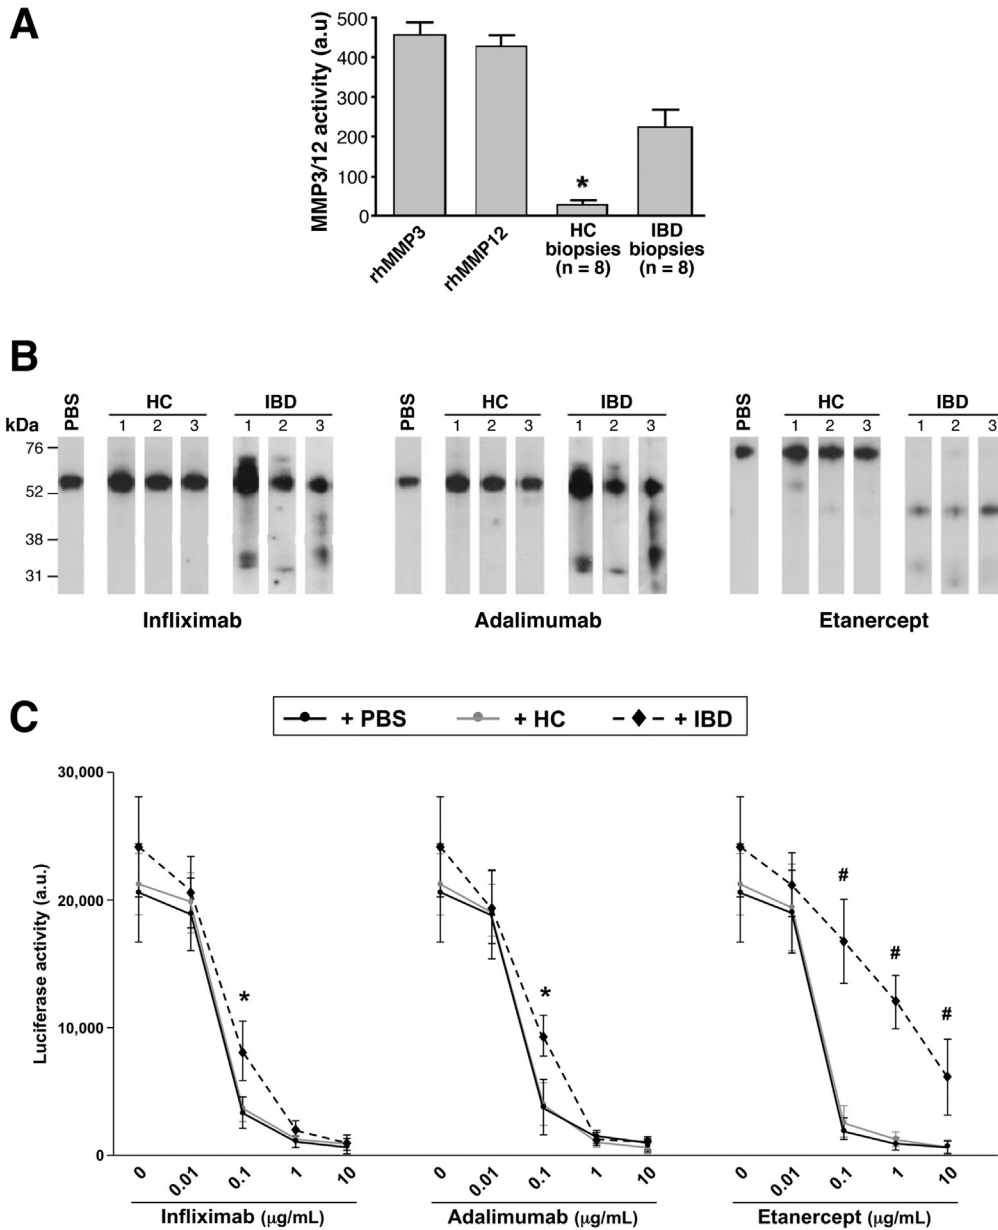 A
MMP3/12 activity (a.u)
500
400
300
200
100
0
*
rhMMP3
rhMMP12
HC
biopsies
(n = 8)
IBD
biopsies
(n = 8)
B
kDa
76
52
38
31
PBS
HC
1 2 3
IBD
1 2 3
Infliximab
PBS
HC
1 2 3
IBD
1 2 3
Adalimumab
PBS
HC
1 2 3
IBD
1 2 3
Etanercept
C
+ PBS + HC + IBD
Luciferase activity (a.u.)
30,000
20,000
10,000
0
*
0 0.01 0.1 1 10
Infliximab (µg/mL)
*
0 0.01 0.1 1 10
Adalimumab (µg/mL)
#
#
#
0 0.01 0.1 1 10
Etanercept (µg/mL)